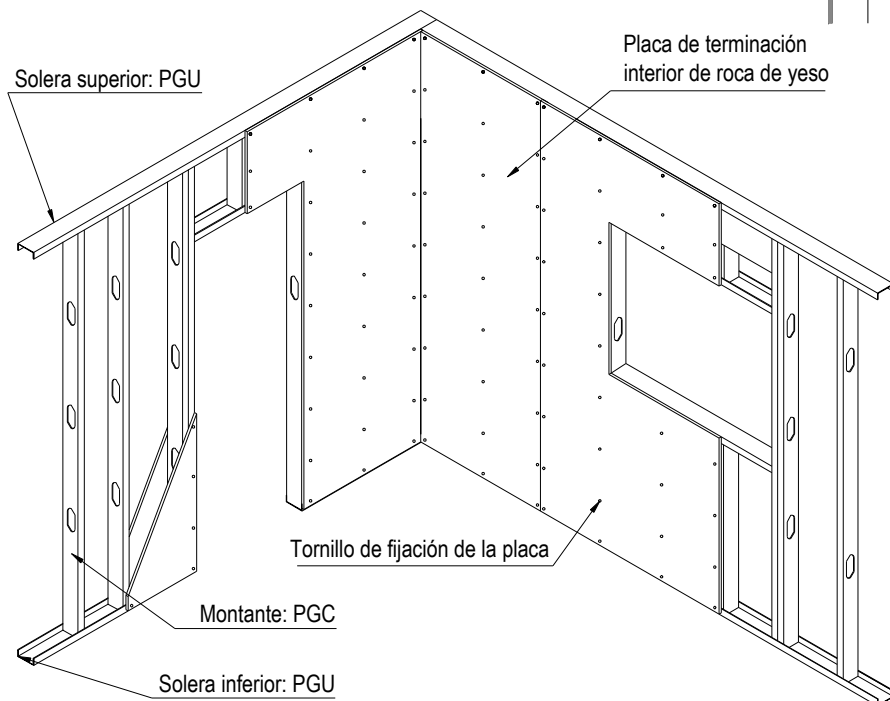 Placa de terminación
interior de roca de yeso
Solera superior: PGU
Tornillo de fijación de la placa
Montante: PGC
Solera inferior: PGU